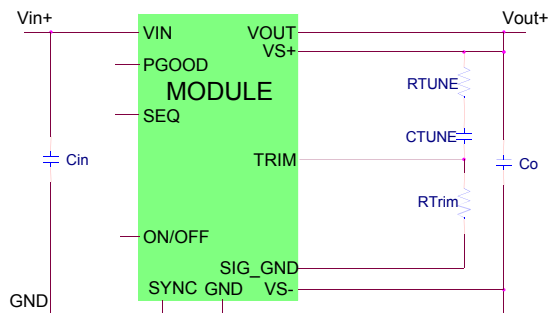 Vin+
Vout+
VIN
VOUT
VS+
PGOOD
RTUNE
MODULE
SEQ
CTUNE
TRIM
Cin
Co
RTrim
ON/OFF
SIG_GND
SYNC GND VS-
GND